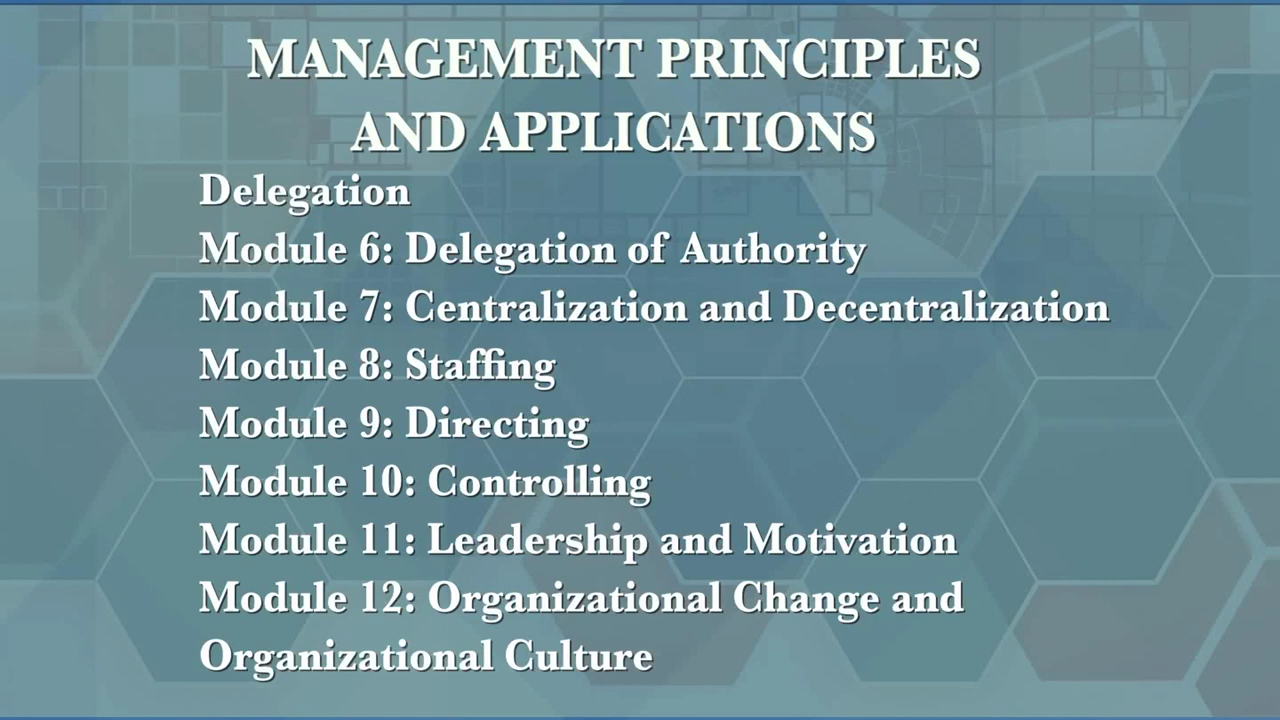 MANAGEMENT PRINCIPLES
AND APPLICATIONS
Delegation
Module 6: Delegation of Authority
Module 7: Centralization and Decentralization
Module 8: Staffing
Module 9: Directing
Module 10: Controlling
Module 11: Leadership and Motivation
Module 12: Organizational Change and
Organizational Culture